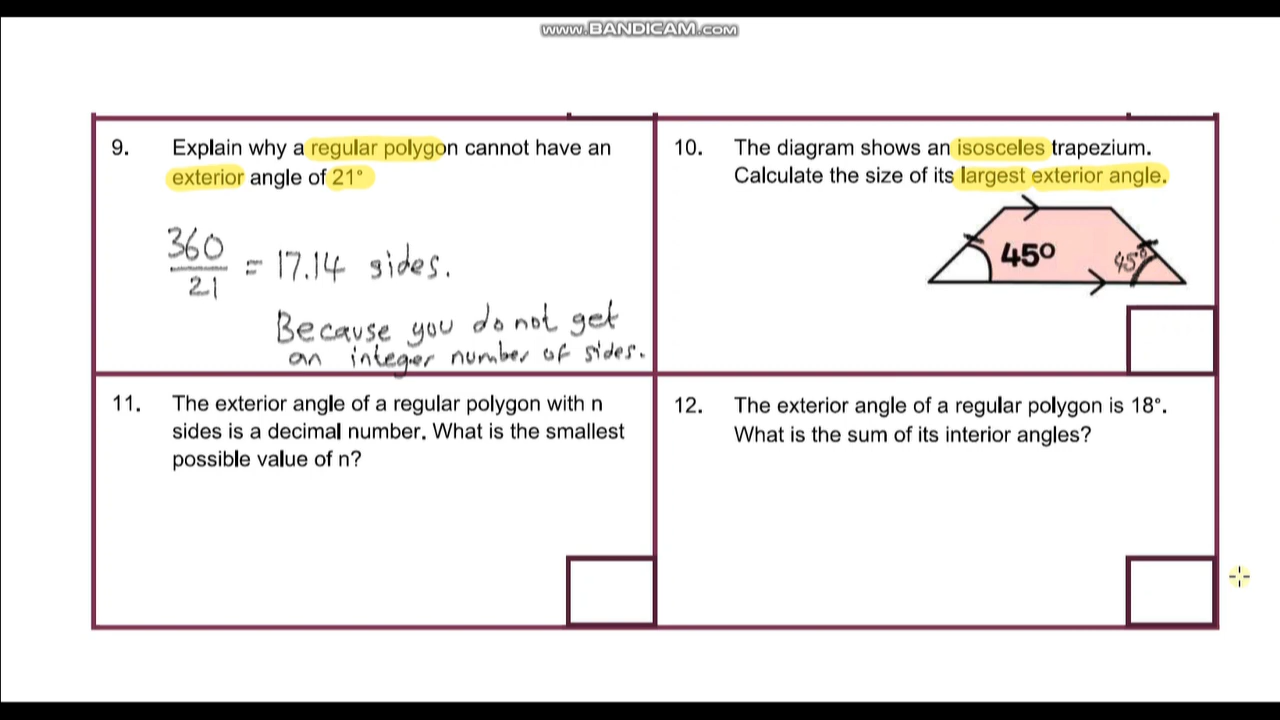 www.BANDICAM.com
9. Explain why a regular polygon cannot have an
exterior angle of 21°
360
21
= 17.14 sides.
Because you do not get
an integer number of sides.
10. The diagram shows an isosceles trapezium.
Calculate the size of its largest exterior angle.
45º
45°
11. The exterior angle of a regular polygon with n
sides is a decimal number. What is the smallest
possible value of n?
12. The exterior angle of a regular polygon is 18°.
What is the sum of its interior angles?